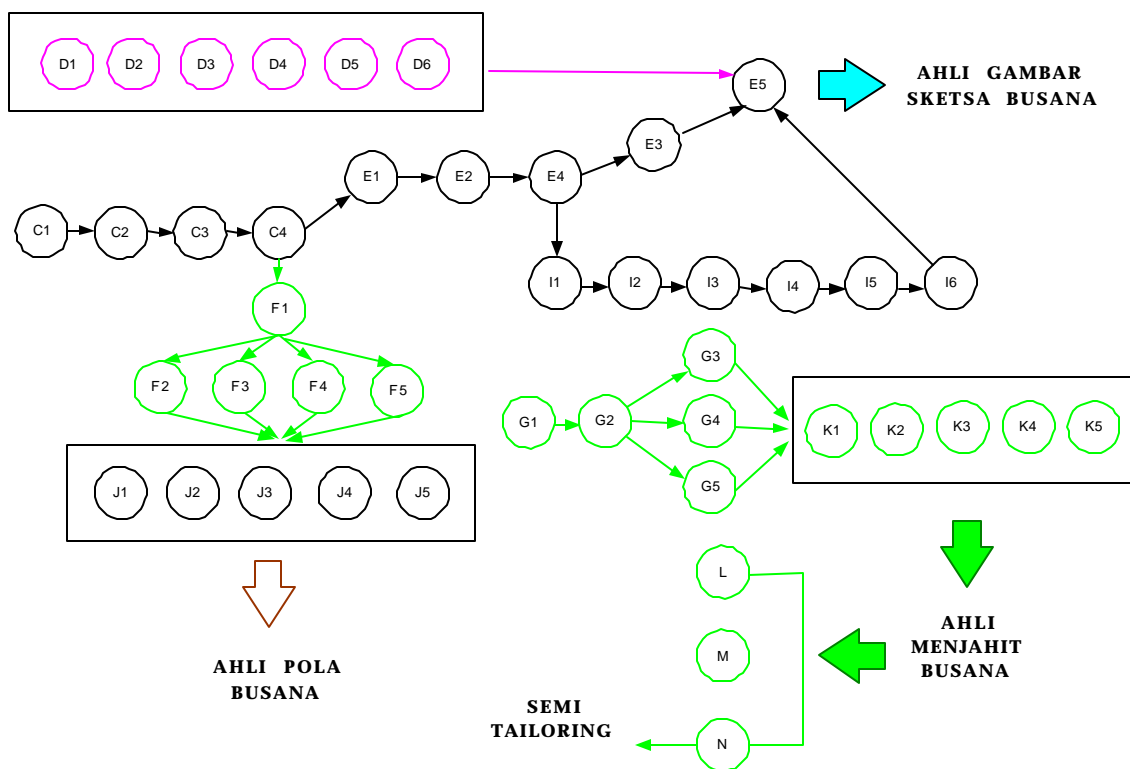 D1 D2 D3 D4 D5 D6
E5
AHLI GAMBAR
SKETSA BUSANA
E3
E1 E2 E4
C1 C2 C3 C4
I1 I2 I3 I4 I5 I6
F1
F2 F3 F4 F5
G3
G1 G2 G4
G5
K1 K2 K3 K4 K5
J1 J2 J3 J4 J5
L
AHLI
MENJAHIT
BUSANA
M
AHLI POLA
BUSANA
SEMI
TAILORING
N